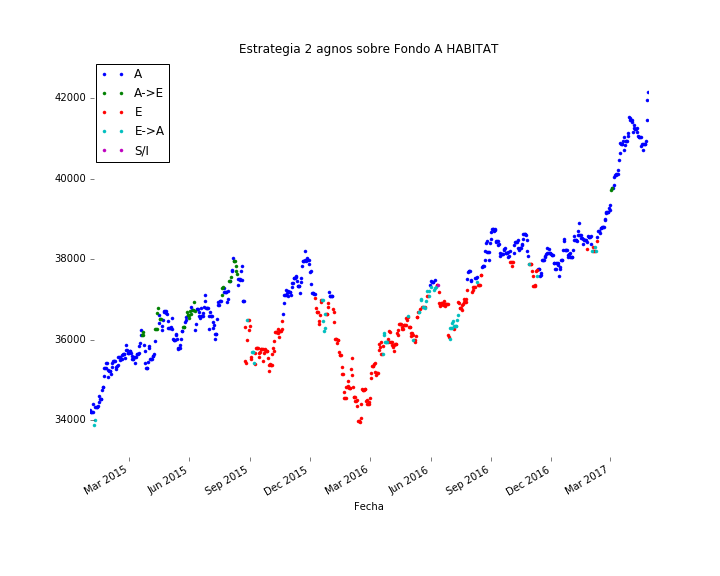 Estrategia 2 agnos sobre Fondo A HABITAT
A
A->E
E
E->A
S/I
42000
40000
38000
36000
34000
Mar 2015
Jun 2015
Sep 2015
Dec 2015
Mar 2016
Jun 2016
Sep 2016
Dec 2016
Mar 2017
Fecha